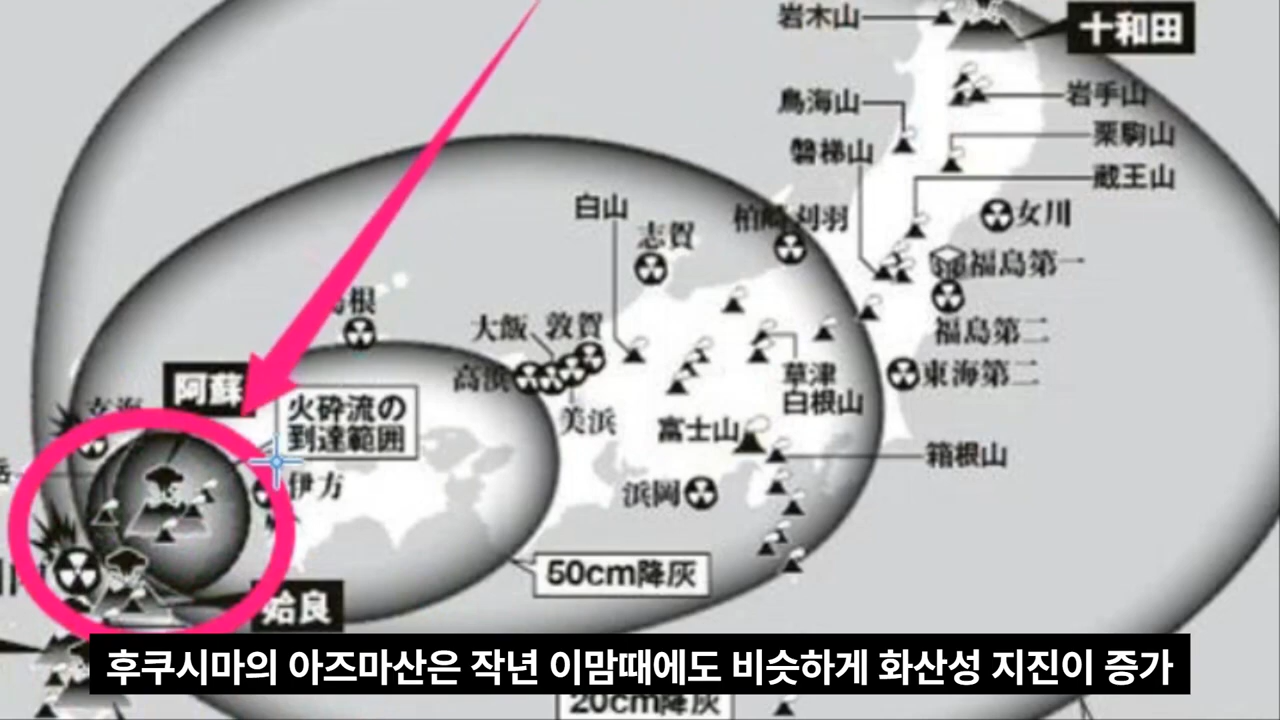 岩木山
十和田
鳥海山
岩手山
磐梯山
栗駒山
蔵王山
白山
志賀
柏崎刈羽
女川
福島第一
福島第二
大飯
敦賀
高浜
美浜
草津
白根山
東海第二
富士山
箱根山
浜岡
阿蘇
火砕流の
到達範囲
伊方
50cm降灰
姶良
후쿠시마의 아즈마산은 작년 이맘때에도 비슷하게 화산성 지진이 증가
20cm降灰